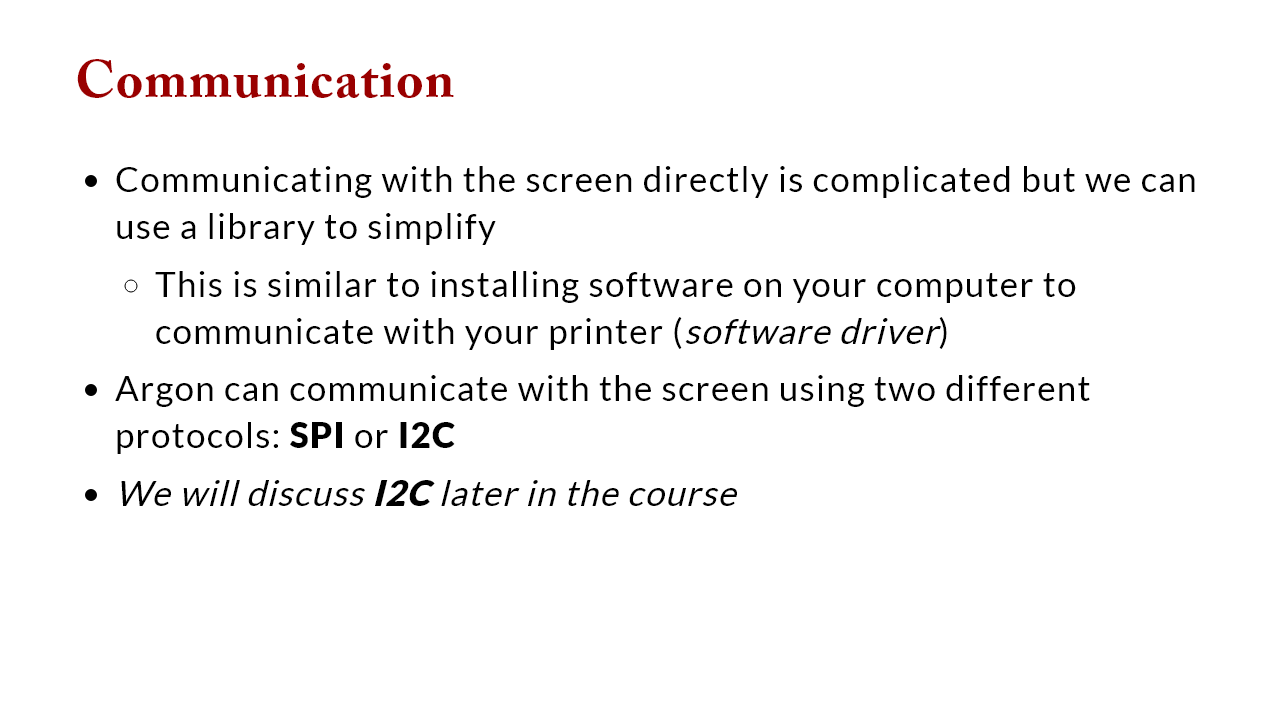 Communication
• Communicating with the screen directly is complicated but we can
use a library to simplify
◦ This is similar to installing software on your computer to
communicate with your printer (software driver)
• Argon can communicate with the screen using two different
protocols: SPI or I2C
• We will discuss I2C later in the course